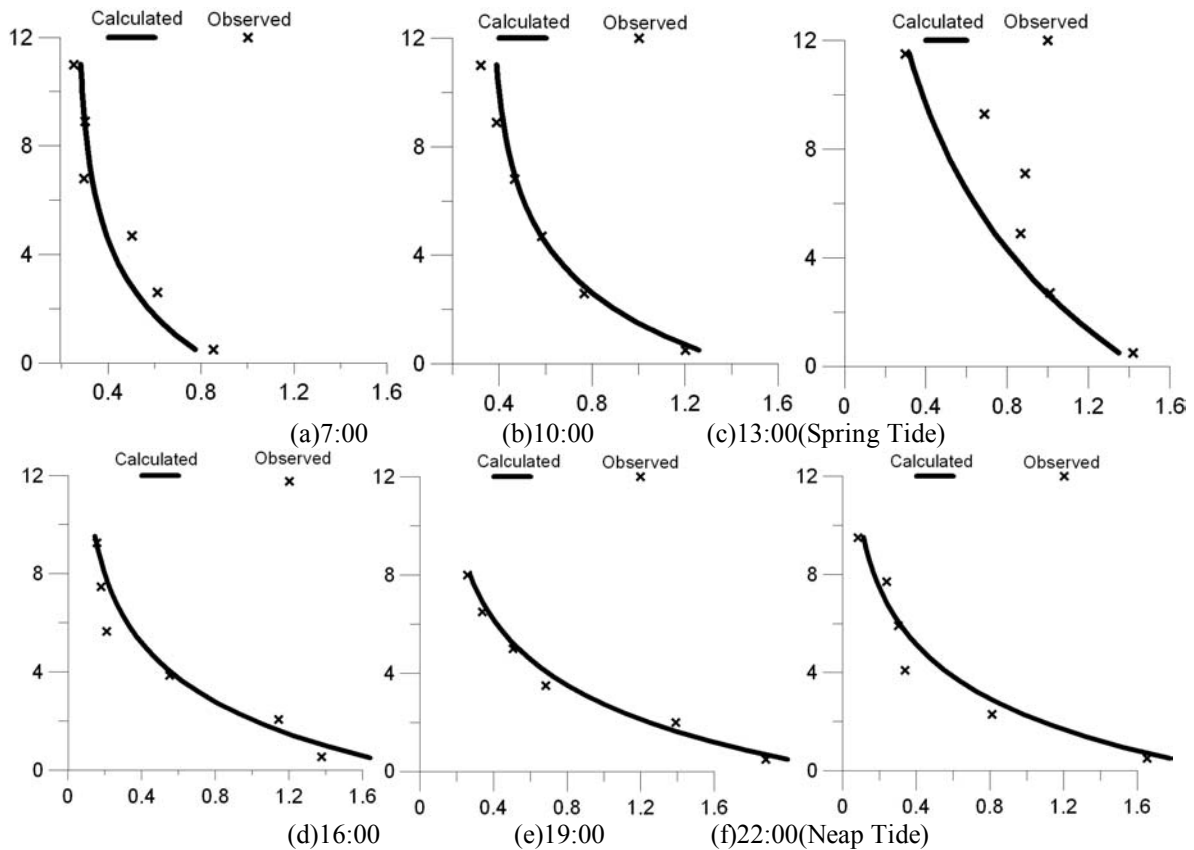 Calculated Observed
Calculated Observed
Calculated Observed
12
8
4
0
0.4 0.8 1.2 1.6
12
8
4
0
0.4 0.8 1.2 1.6
12
8
4
0
0 0.4 0.8 1.2 1.6
(a)7:00 (b)10:00 (c)13:00(Spring Tide)
Calculated Observed
Calculated Observed
Calculated Observed
12
8
4
0
0 0.4 0.8 1.2 1.6
12
8
4
0
0 0.4 0.8 1.2 1.6
12
8
4
0
0 0.4 0.8 1.2 1.6
(d)16:00 (e)19:00 (f)22:00(Neap Tide)